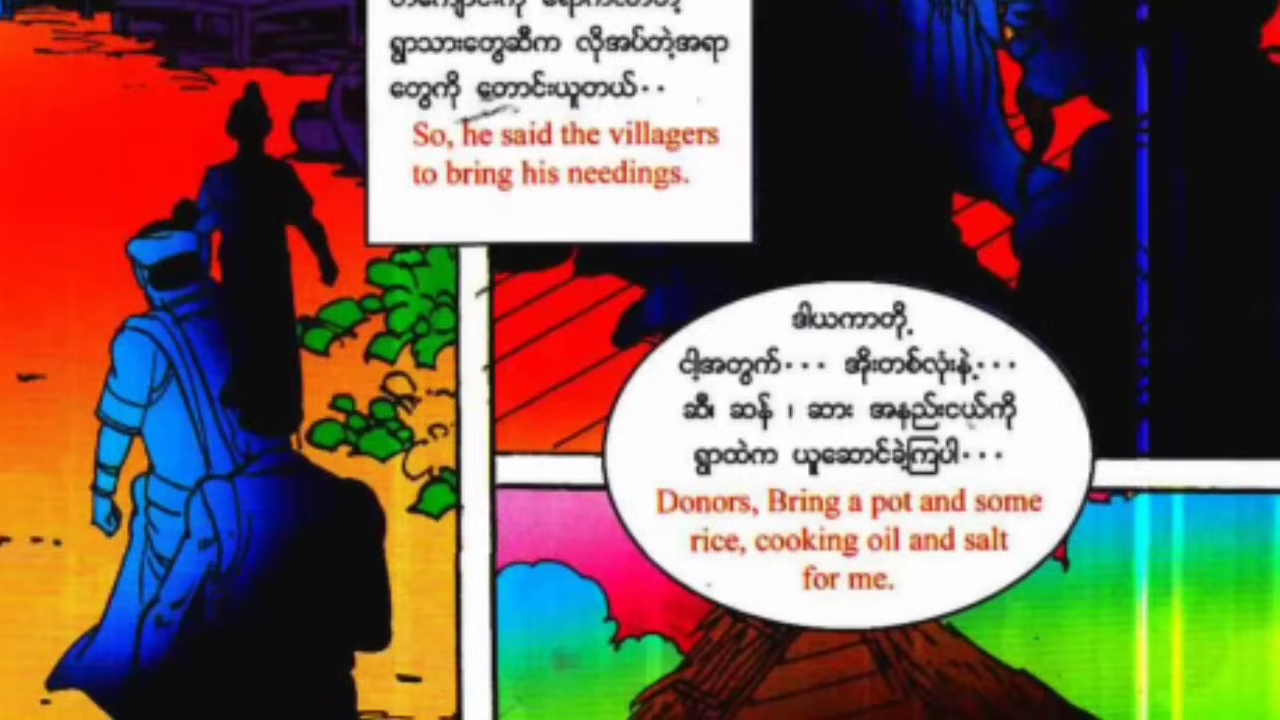 ရွာသားတွေဆီက လိုအပ်တဲ့အရာ
တွေကို တောင်းယူတယ်··
So, he said the villagers
to bring his needings.
ဒါယကာတို့
ငါ့အတွက်··· အိုးတစ်လုံးနဲ့···
ဆီ၊ ဆန် ၊ ဆား အနည်းငယ်ကို
ရွာထဲက ယူဆောင်ခဲ့ကြပါ···
Donors, Bring a pot and some
rice, cooking oil and salt
for me.